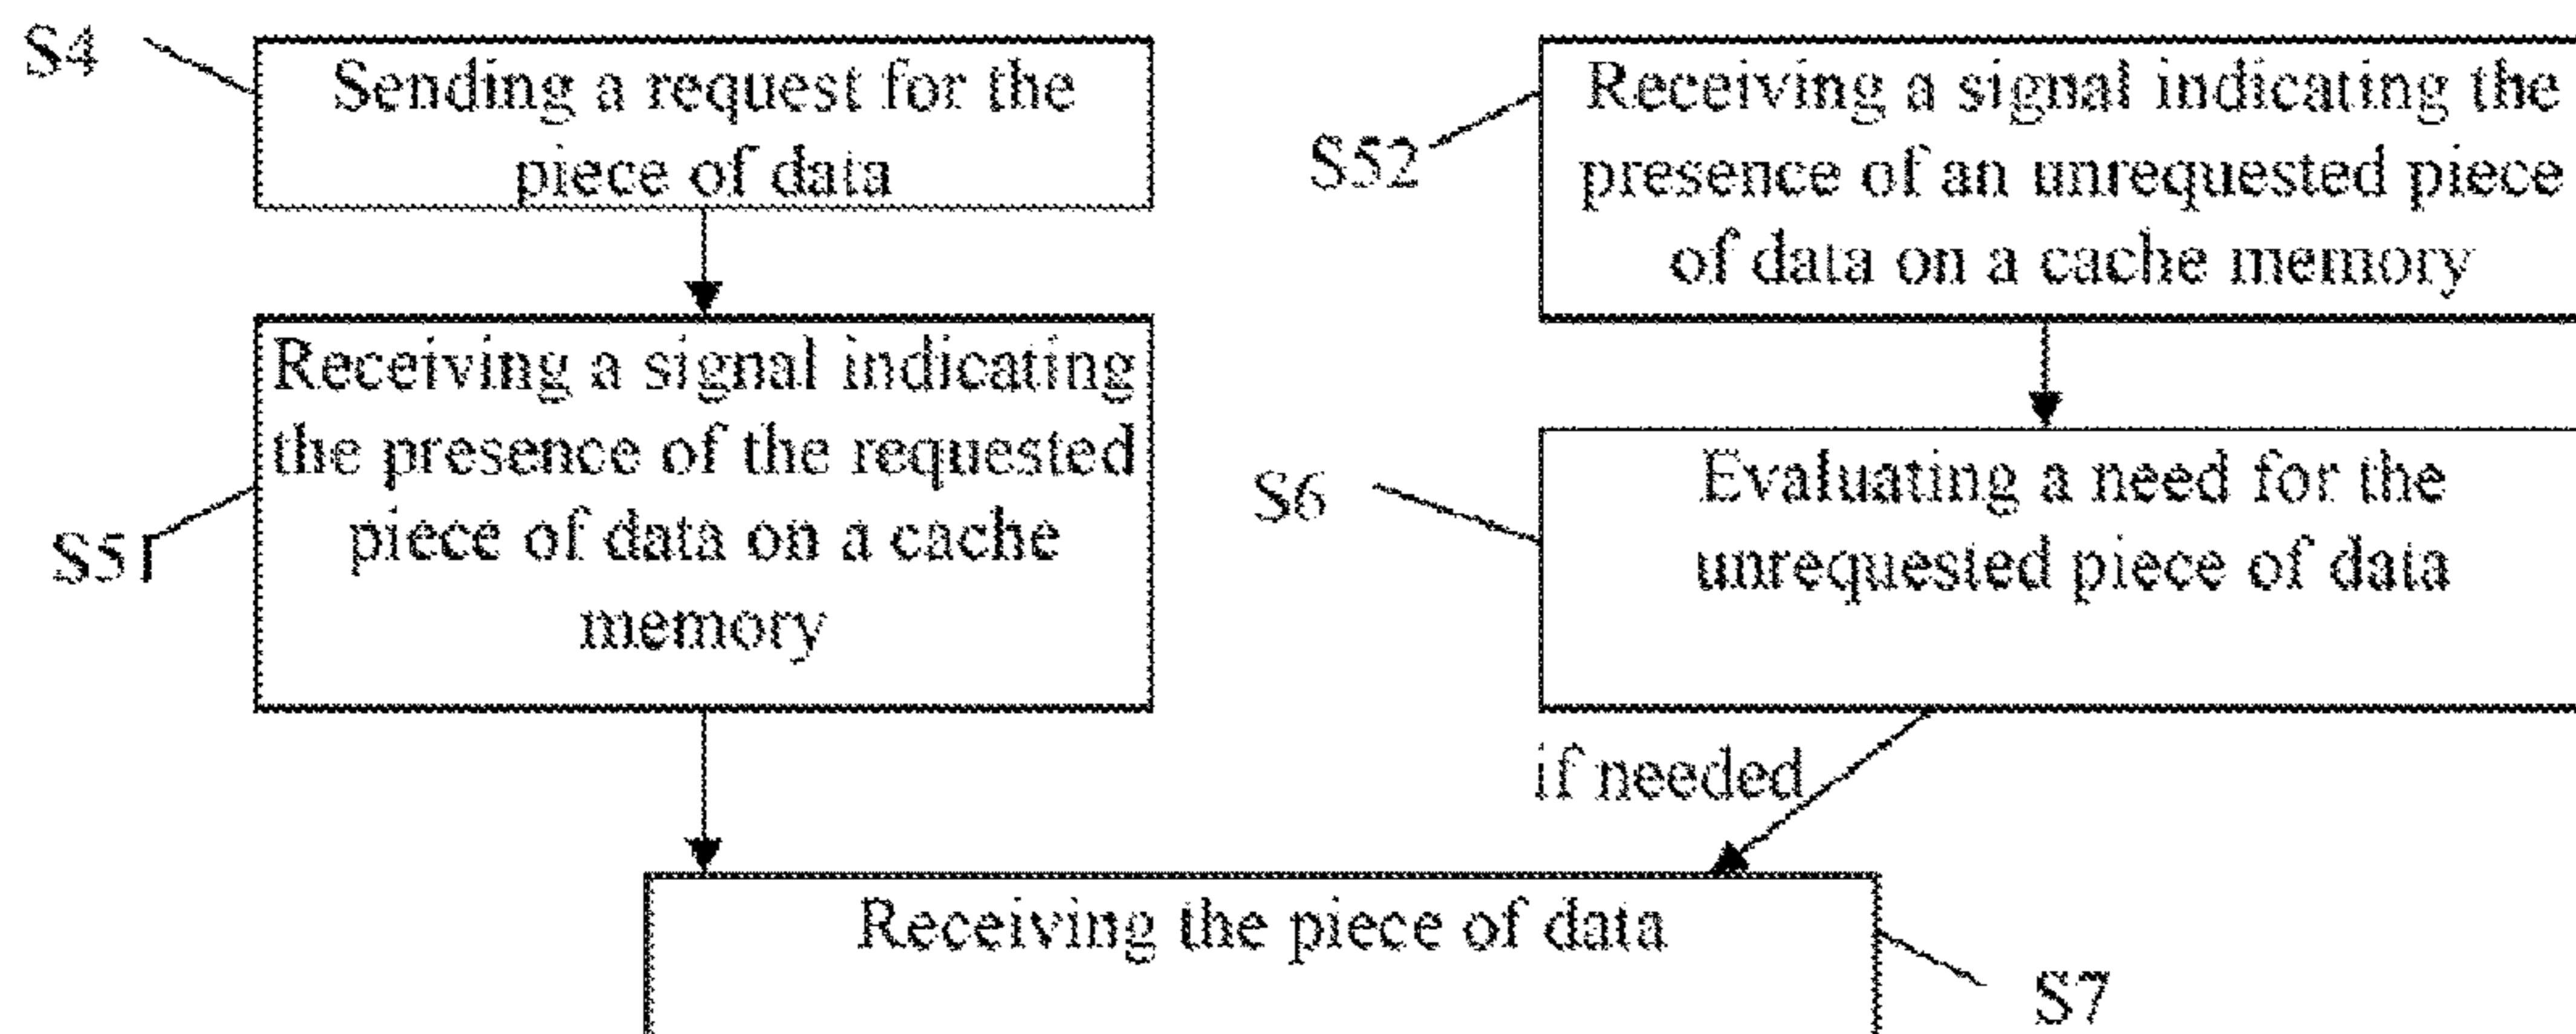 S4
Sending a request for the
piece of data
S51
Receiving a signal indicating
the presence of the requested
piece of data on a cache
memory
S52
Receiving a signal indicating the
presence of an unrequested piece
of data on a cache memory
S6
Evaluating a need for the
unrequested piece of data
if needed
Receiving the piece of data
S7